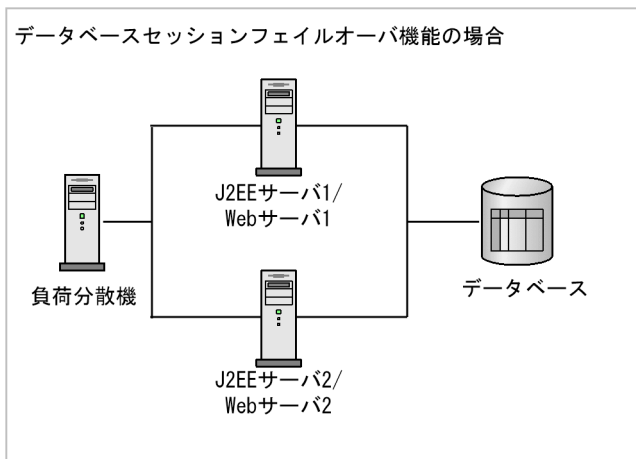 データベースセッションフェイルオーバ機能の場合
J2EEサーバ1/
Webサーバ1
負荷分散機
データベース
J2EEサーバ2/
Webサーバ2